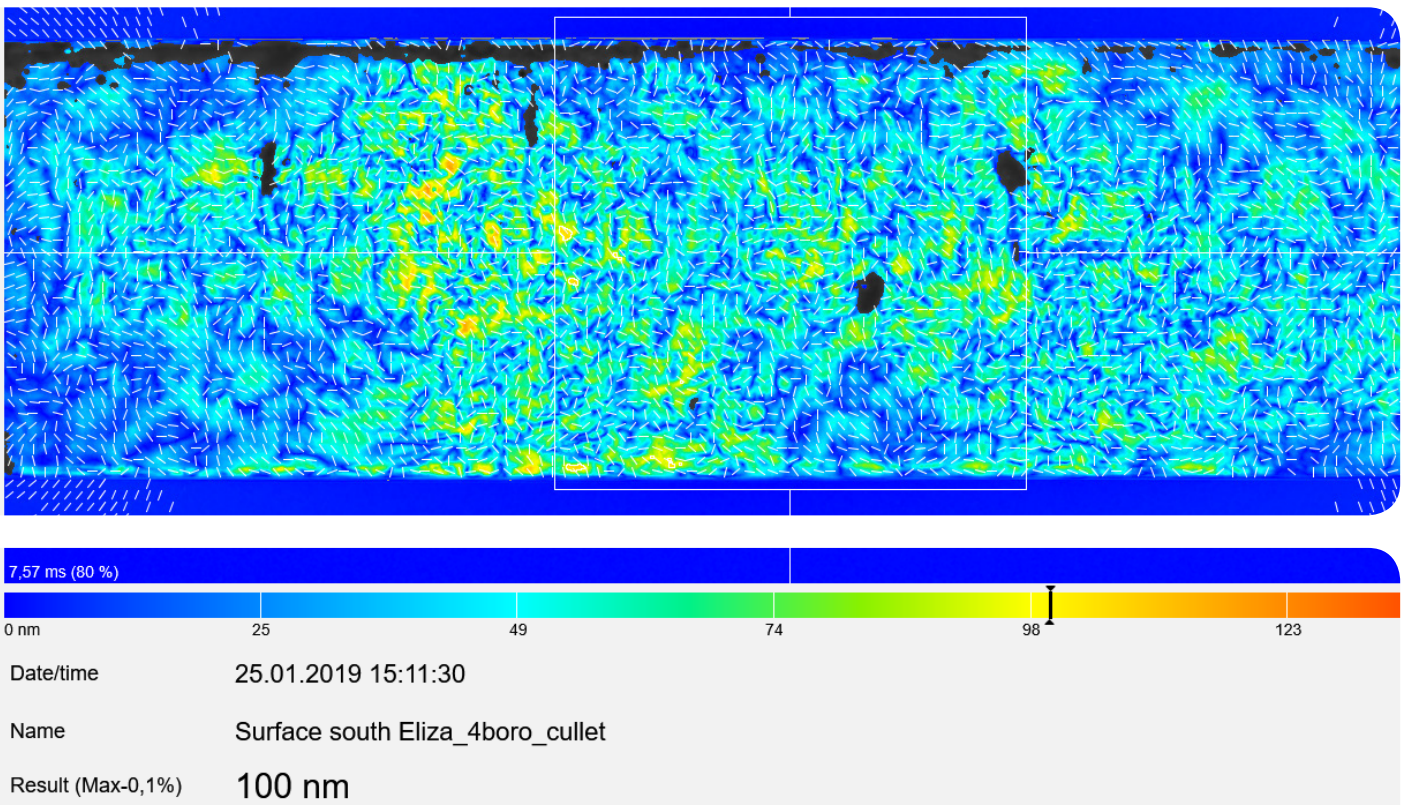 7,57 ms (80 %)
0 nm 25 49 74 98 123
Date/time 25.01.2019 15:11:30
Name Surface south Eliza_4boro_cullet
Result (Max-0,1%) 100 nm